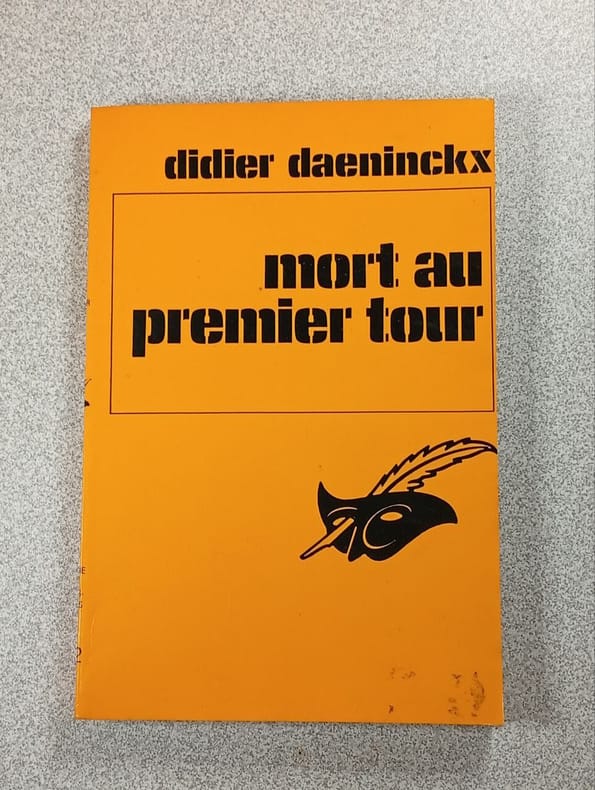 didier daeninckx
mort au
premier tour